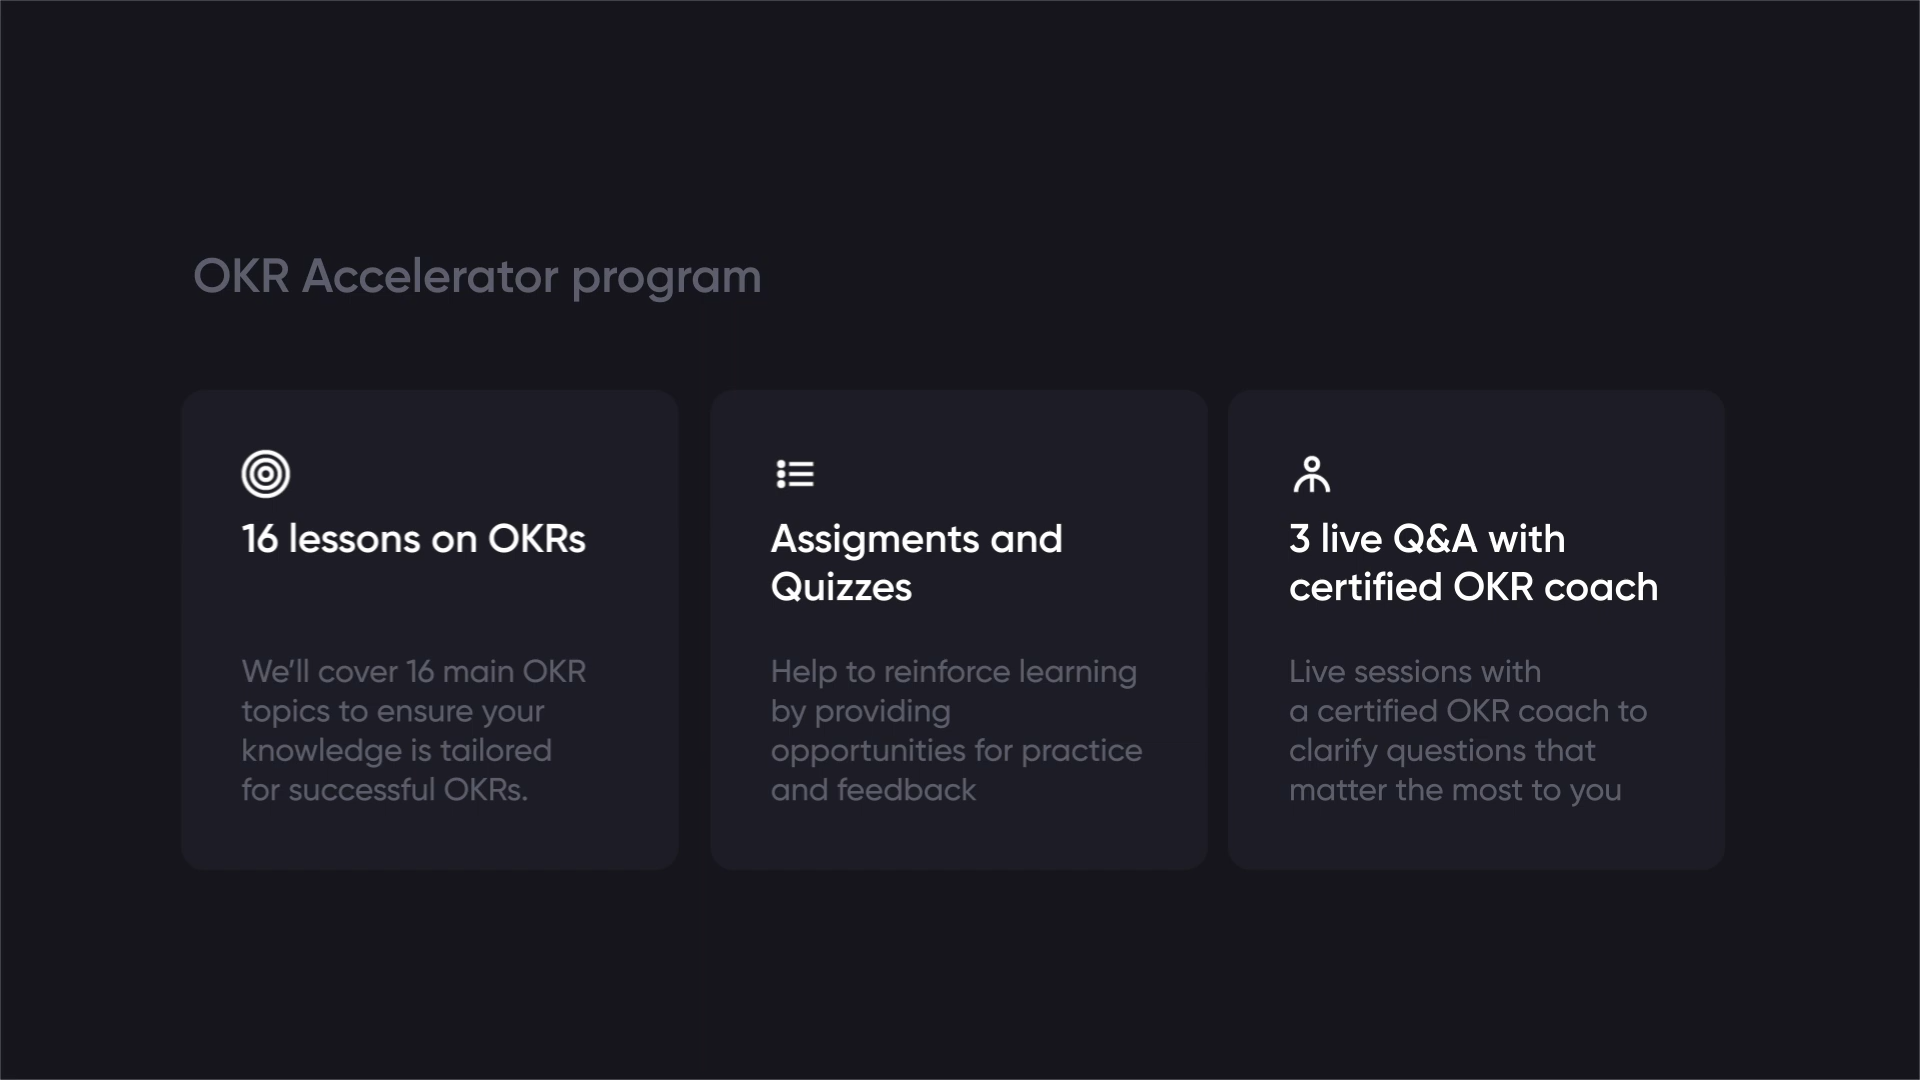 OKR Accelerator program
16 lessons on OKRs
We’ll cover 16 main OKR
topics to ensure your
knowledge is tailored
for successful OKRs.
Assigments and
Quizzes
Help to reinforce learning
by providing
opportunities for practice
and feedback
3 live Q&A with
certified OKR coach
Live sessions with
a certified OKR coach to
clarify questions that
matter the most to you